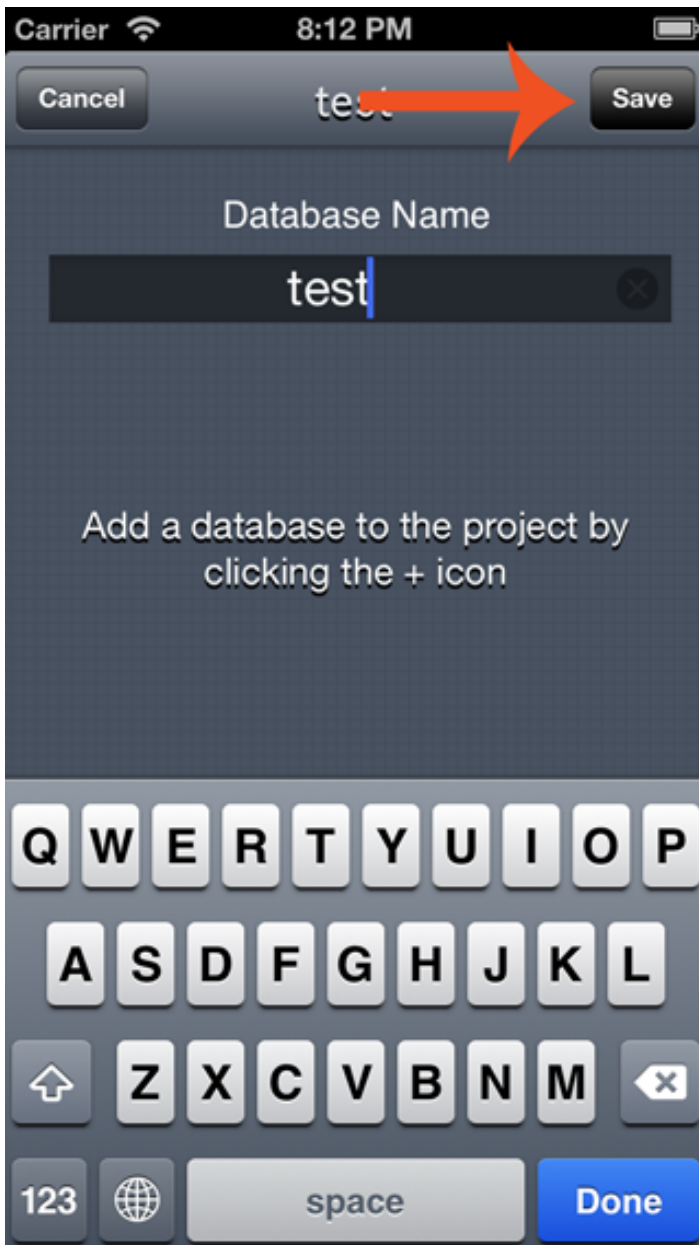 Carrier 8:12 PM
Cancel test Save
Database Name
test
Add a database to the project by
clicking the + icon
Q W E R T Y U I O P
A S D F G H J K L
Z X C V B N M
123 space Done